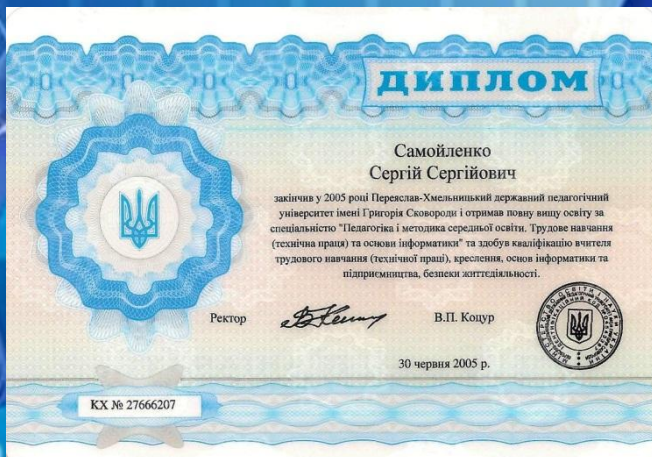 ДИПЛОМ
Самойленко
Сергій Сергійович
закінчив у 2005 році Переяслав-Хмельницький державний педагогічний
університет імені Григорія Сковороди і отримав повну вищу освіту за
спеціальністю "Педагогіка і методика середньої освіти. Трудове навчання
(технічна праця) та основи інформатики" та здобув кваліфікацію вчителя
трудового навчання (технічної праці), креслення, основ інформатики та
підприємництва, безпеки життєдіяльності.
Ректор
В.П. Коцур
30 червня 2005 р.
КХ № 27666207